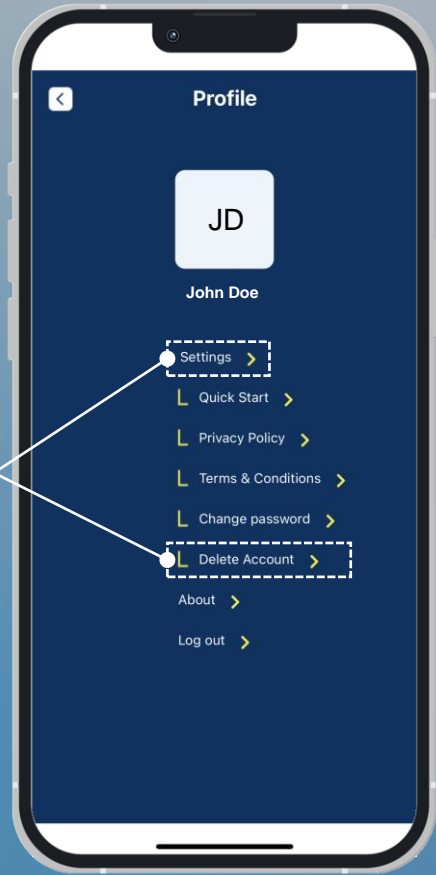 Profile
JD
John Doe
Settings
Quick Start
Privacy Policy
Terms & Conditions
Change password
Delete Account
About
Log out